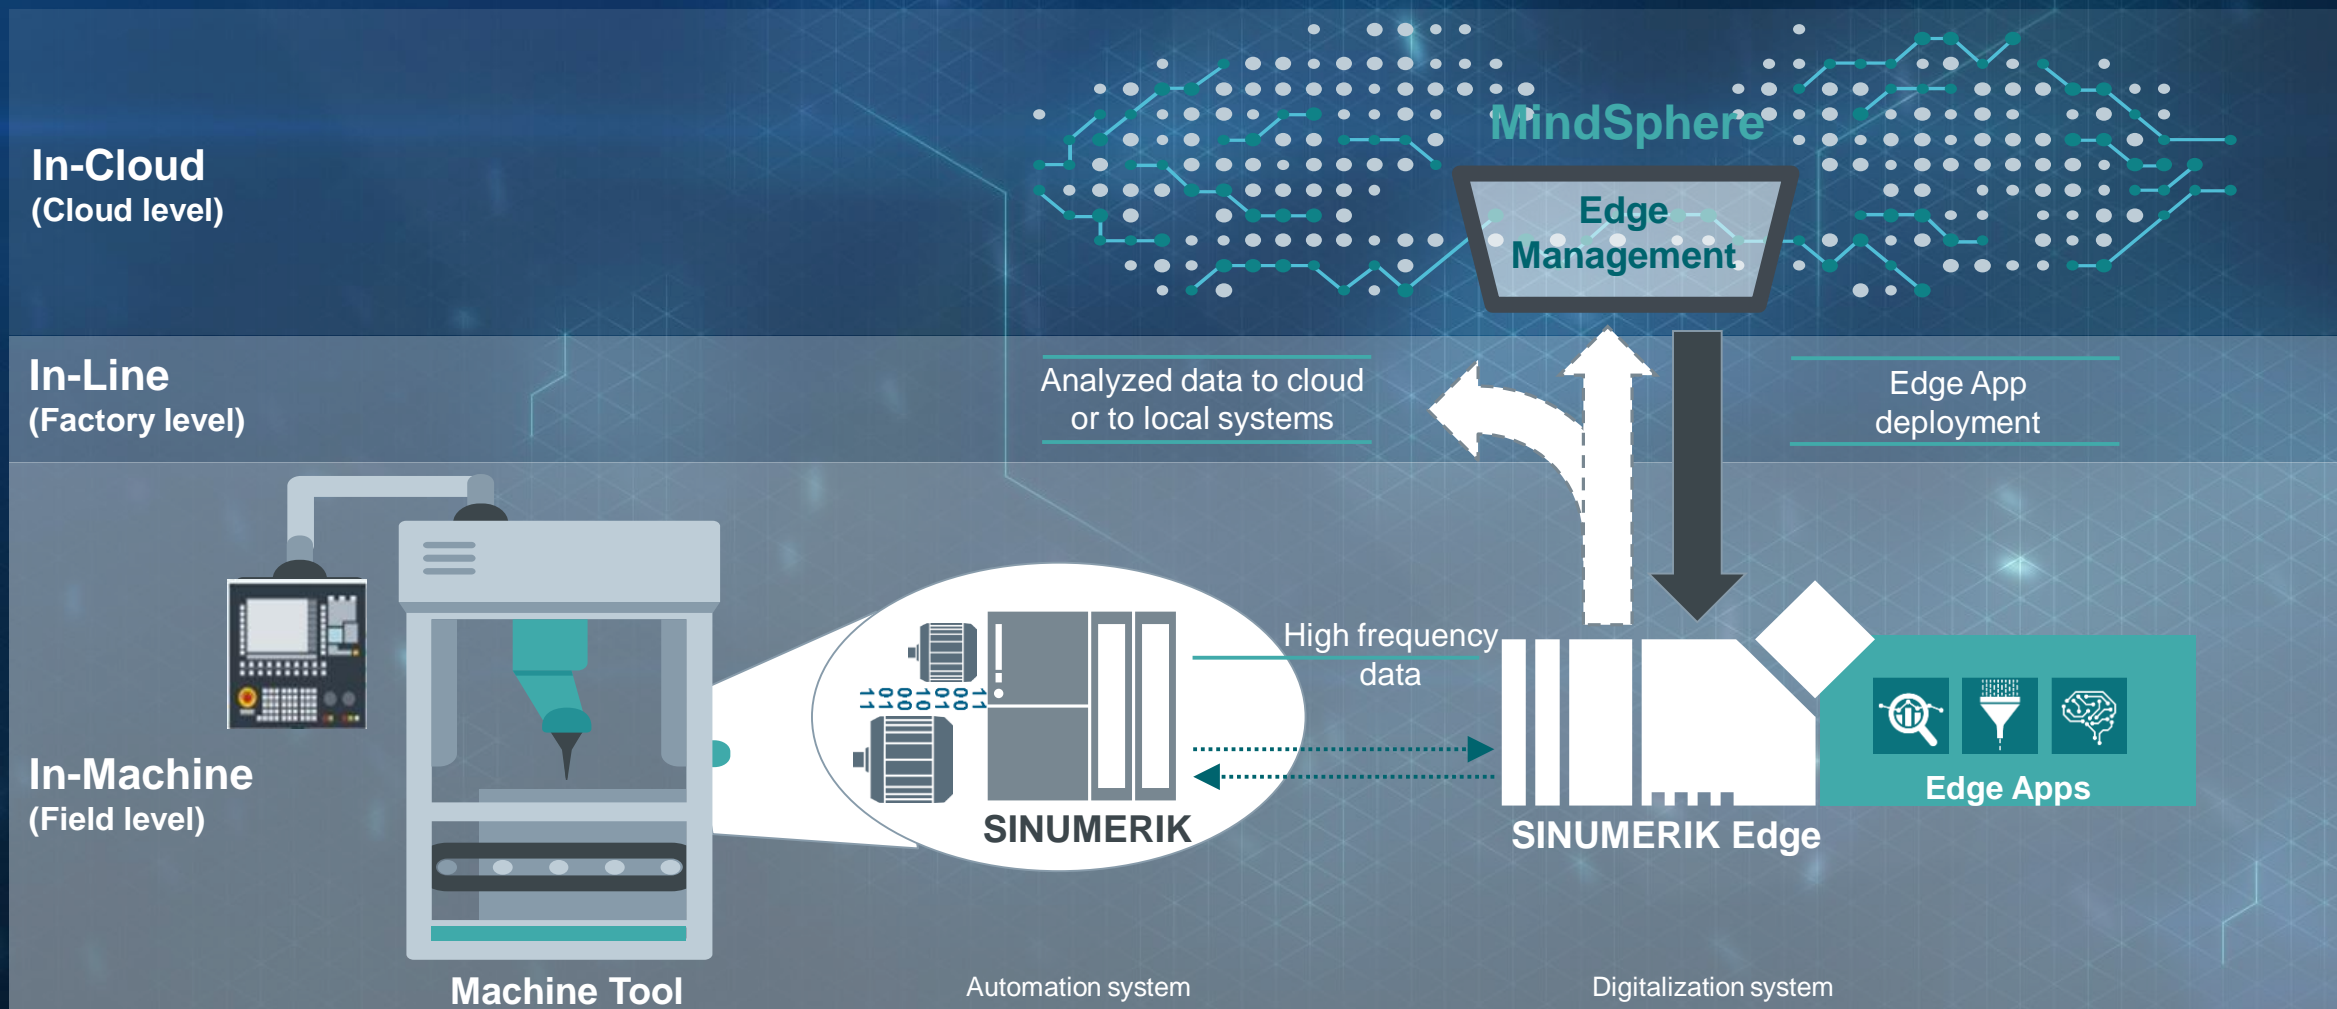 In-Cloud
(Cloud level)
MindSphere
Edge
Management
In-Line
(Factory level)
Analyzed data to cloud
or to local systems
Edge App
deployment
In-Machine
(Field level)
High frequency
data
SINUMERIK
SINUMERIK Edge
Edge Apps
Machine Tool
Automation system
Digitalization system